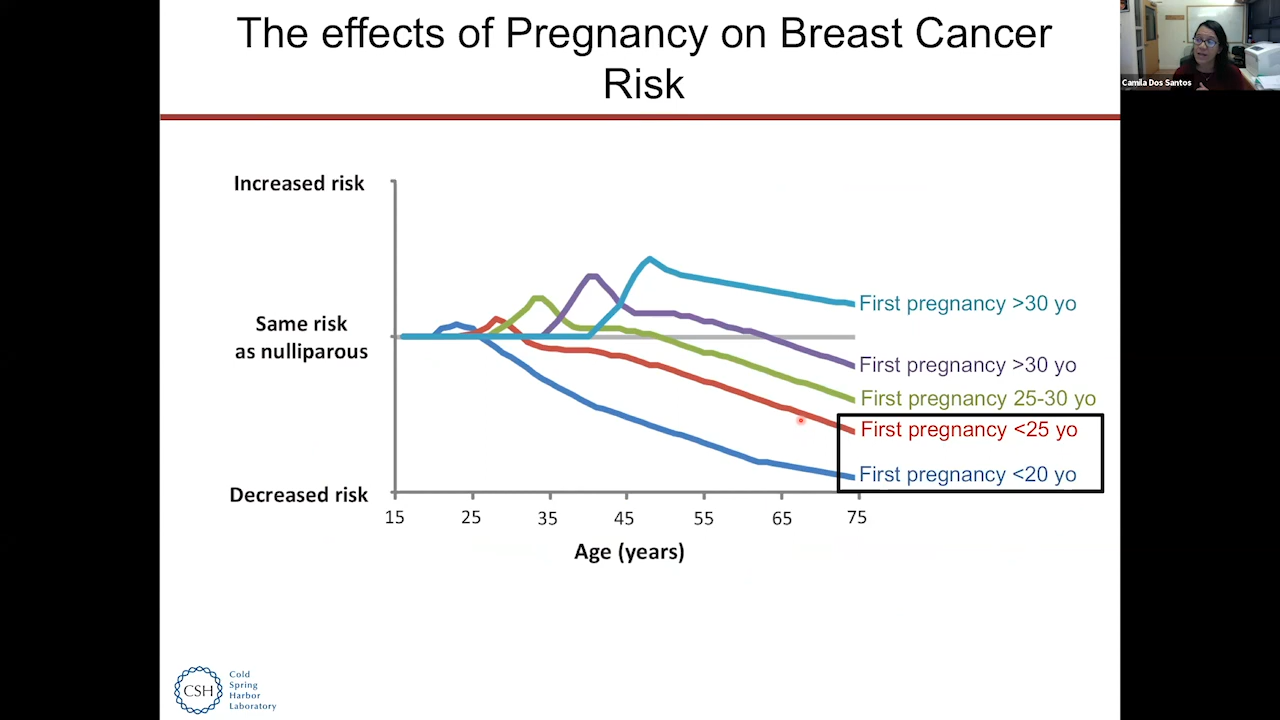 The effects of Pregnancy on Breast Cancer
Risk
Camila Dos Santos
Increased risk
Same risk
as nulliparous
Decreased risk
First pregnancy >30 yo
First pregnancy >30 yo
First pregnancy 25-30 yo
First pregnancy <25 yo
First pregnancy <20 yo
15 25 35 45 55 65 75
Age (years)
CSH
Cold
Spring
Harbor
Laboratory